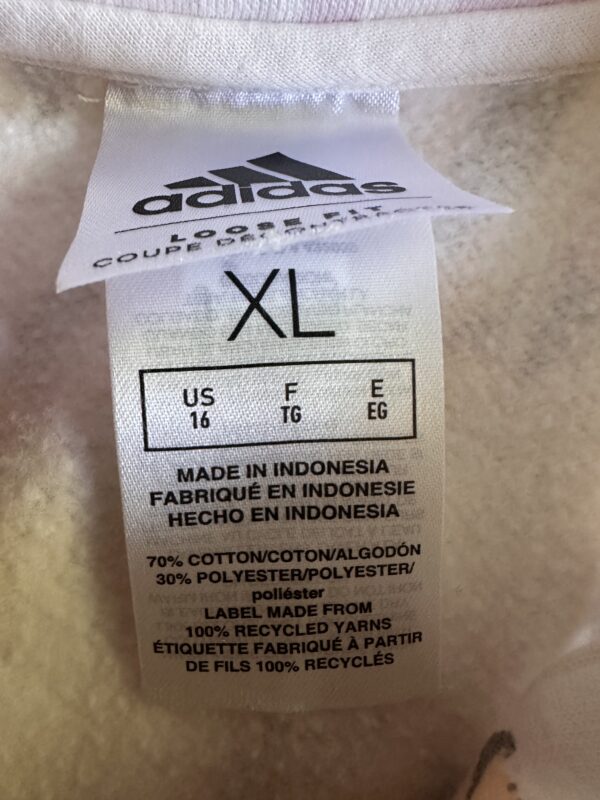 adidas
LOOSE FIT
COUPE DÉCONTRACTÉE
XL
US F E
16 TG EG
MADE IN INDONESIA
FABRIQUÉ EN INDONESIE
HECHO EN INDONESIA
70% COTTON/COTON/ALGODÓN
30% POLYESTER/POLYESTER/
poliéster
LABEL MADE FROM
100% RECYCLED YARNS
ÉTIQUETTE FABRIQUÉ À PARTIR
DE FILS 100% RECYCLÉS